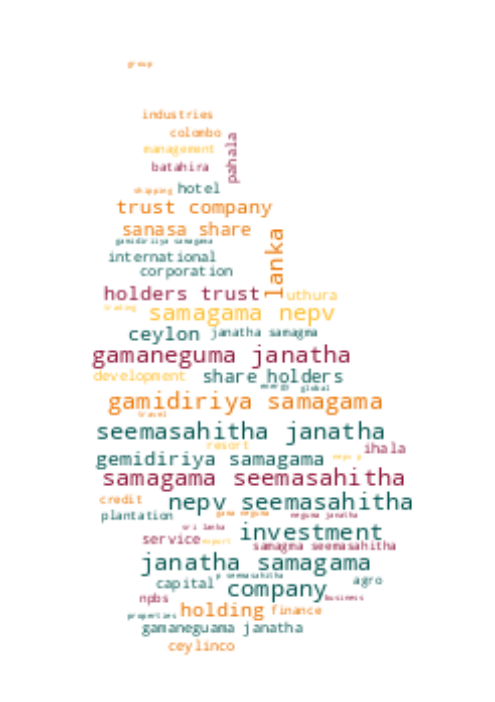 group
industries
colombo
management
batahira
pahala
shipping
hotel
trust company
sanasa share
gamidiriiya samagama
lanka
international
corporation
holders trust
uthura
trading
samagama nepv
ceylon
janatha samagma
gamaneguma janatha
development
share holders
energy
global
gamidiriya samagama
travel
seemasahitha janatha
resort
ihala
gemidiriya samagama
nepv p
samagama seemasahitha
credit
nepv seemasahitha
plantation
gama neguma
neguma janatha
sri lanka
investment
service
export
samagma seemasahitha
janatha samagama
p seemasahitha
capital
company
agro
npbs
business
holding
finance
properties
gamaneguama janatha
ceylinco